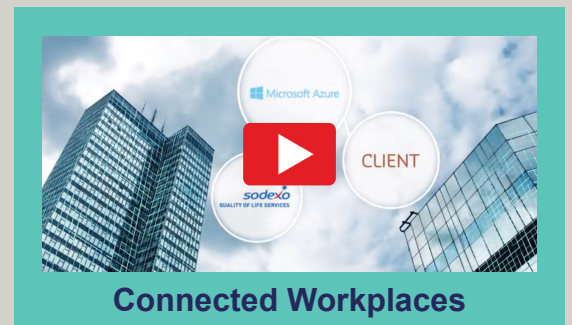 Microsoft Azure
CLIENT
sodexo
QUALITY OF LIFE SERVICES
Connected Workplaces